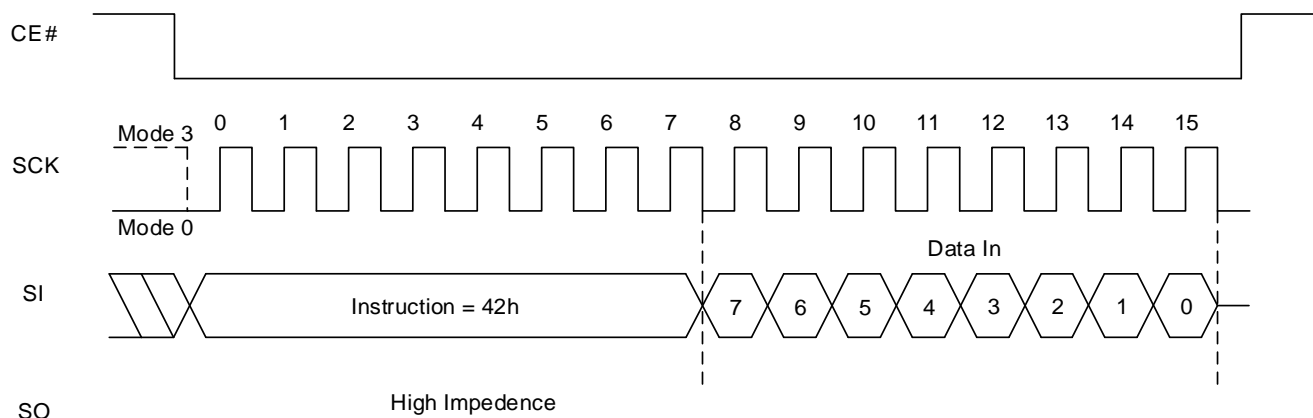 CE#
0 1 2 3 4 5 6 7 8 9 10 11 12 13 14 15
Mode 3
SCK
Mode 0
Data In
SI
Instruction = 42h
7 6 5 4 3 2 1 0
High Impedence
SO